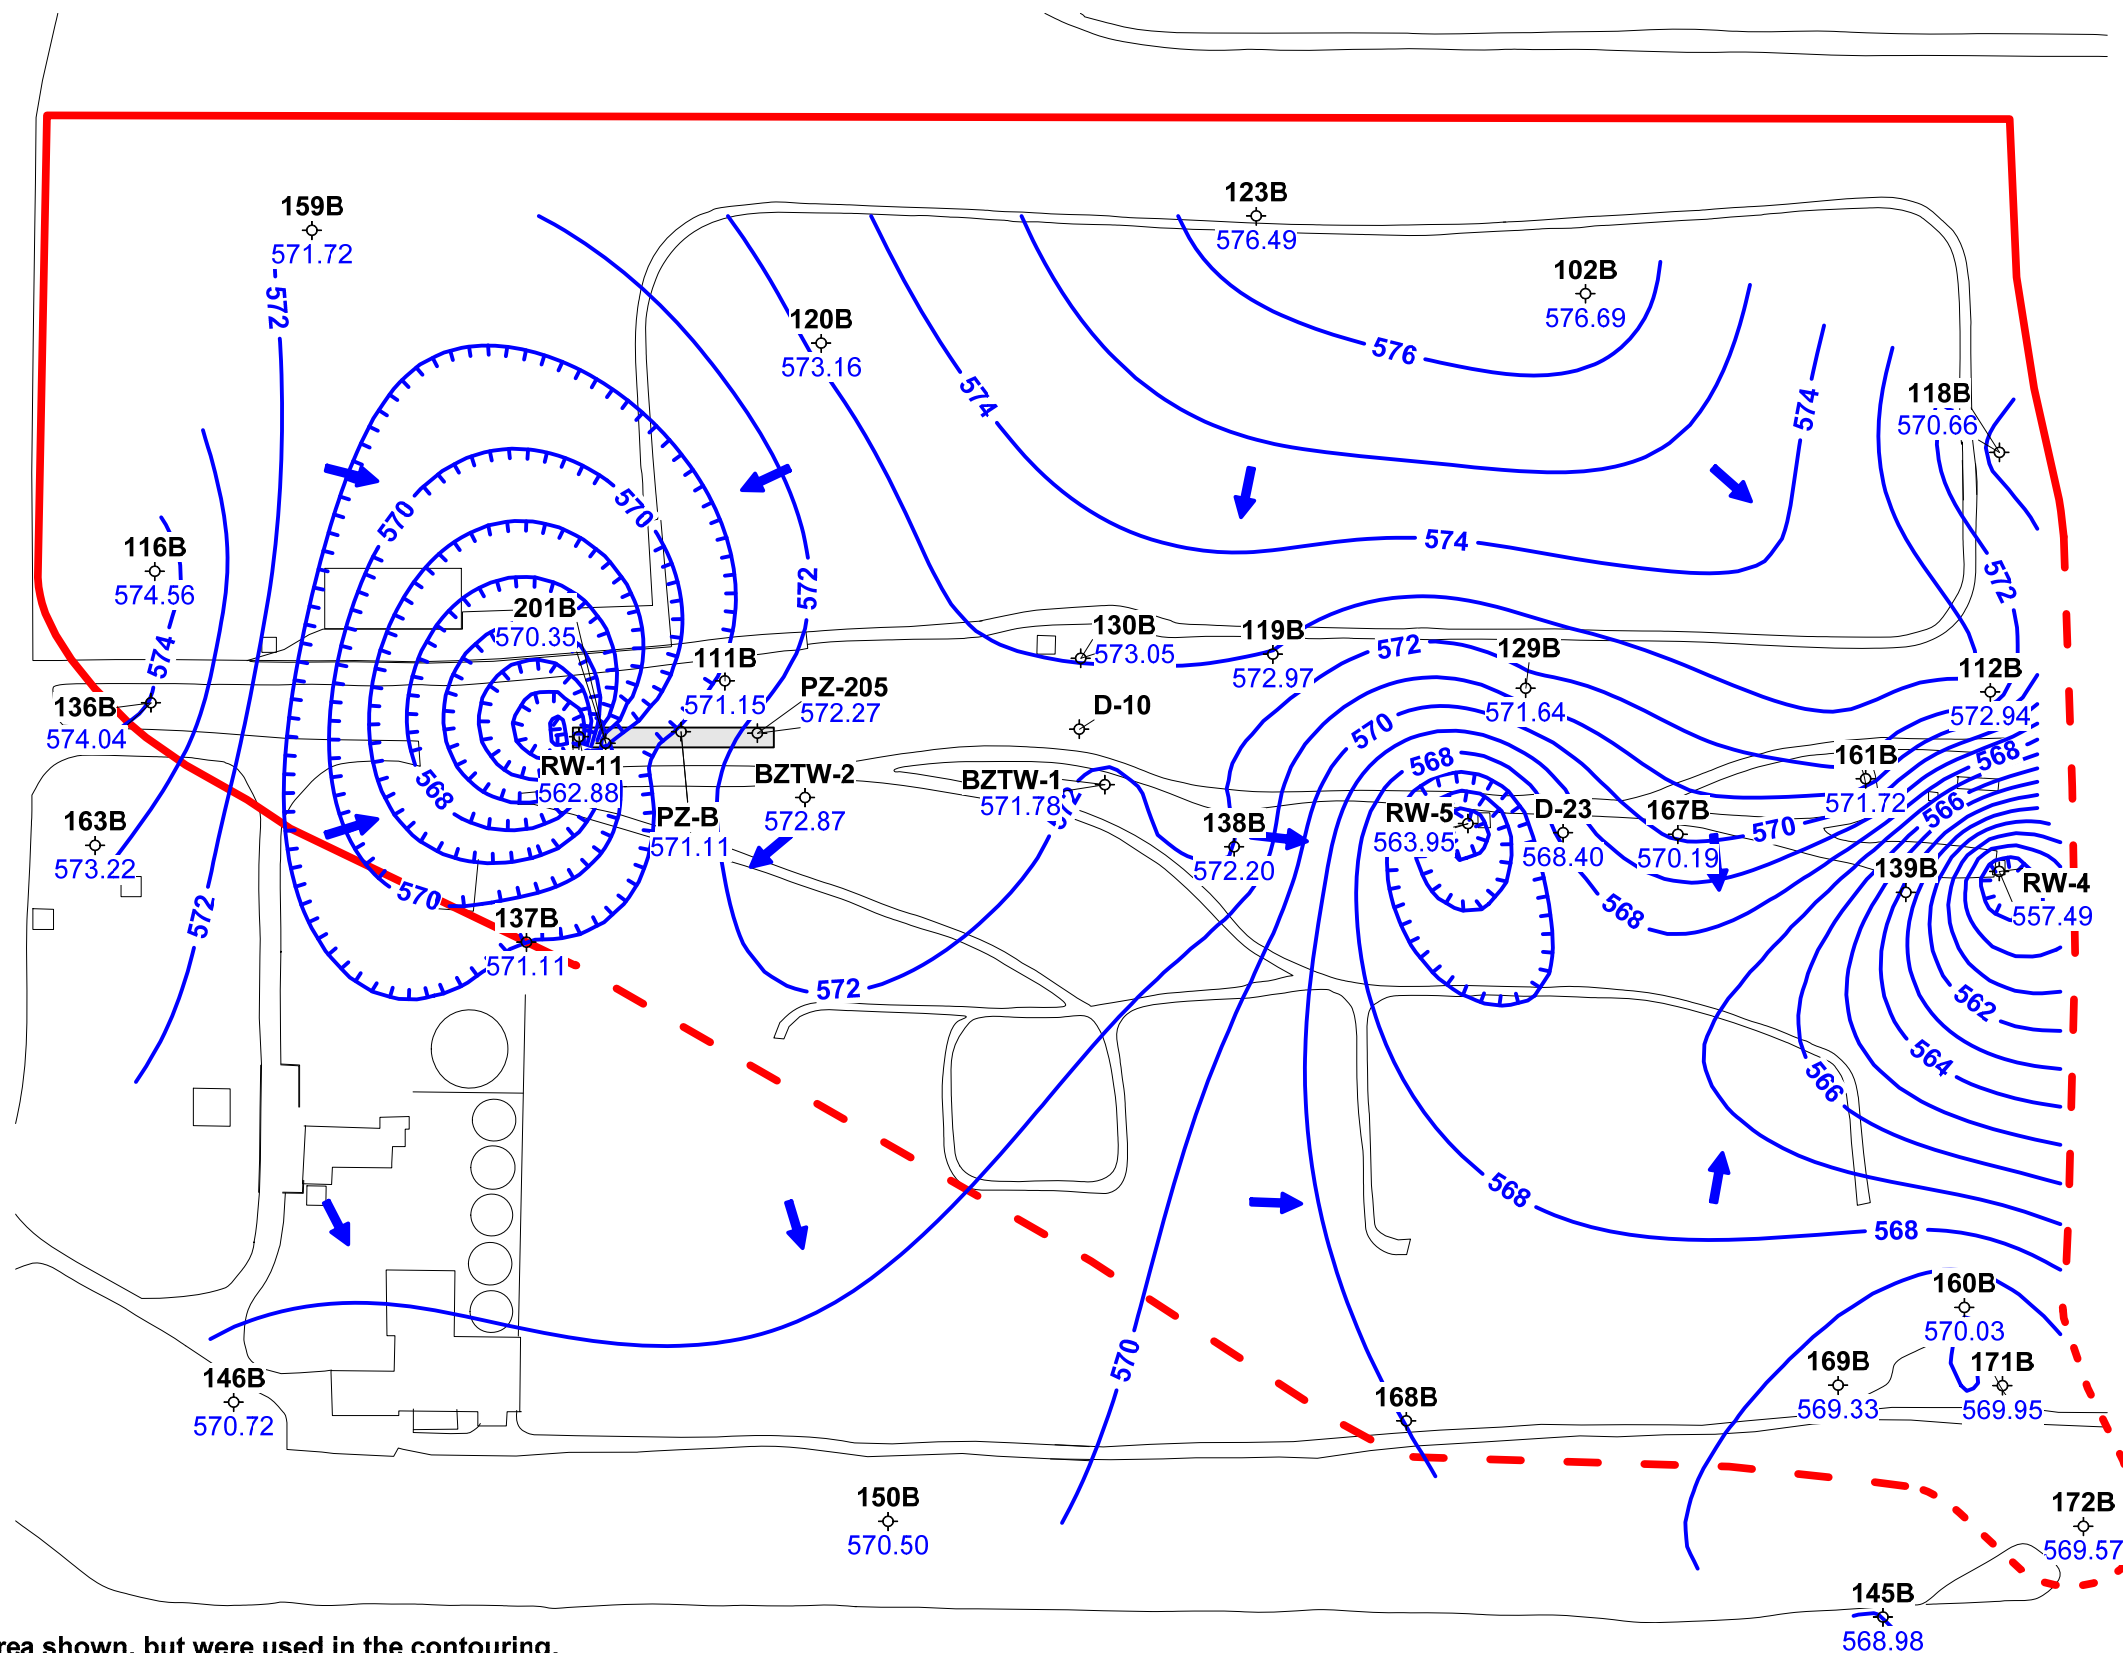 123B
576.49
159B
571.72
102B
576.69
572
120B
573.16
576
574
574
118B
570.66
570
570
574
116B
574.56
572
572
201B
570.35
574
130B
573.05
119B
572.97
572
129B
571.64
111B
571.15
112B
572.94
136B
574.04
PZ-205
572.27
D-10
570
568
568
RW-11
562.88
BZTW-2
572.87
BZTW-1
571.78
572
161B
571.72
568
566
PZ-B
571.11
138B
572.20
RW-5
563.95
D-23
568.40
167B
570.19
570
163B
573.22
139B
RW-4
557.49
570
572
137B
571.11
568
572
562
564
566
568
568
160B
570.03
570
146B
570.72
168B
169B
569.33
171B
569.95
150B
570.50
172B
569.57
145B
568.98
rea shown, but were used in the contouring.